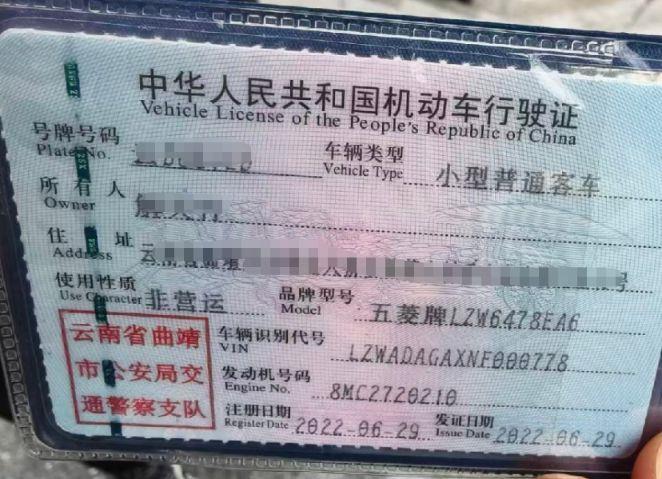 中华人民共和国机动车行驶证
Vehicle License of the People's Republic of China
号牌号码 Plate No.
车辆类型 Vehicle Type 小型普通客车
所有人 Owner
住址 Address
使用性质 Use Character 非营运
品牌型号 Model 五菱牌LZW6478EA6
云南省曲靖
市公安局交
通警察支队
车辆识别代号 VIN LZWADAGAXNF000778
发动机号码 Engine No. 8MC2720210
注册日期 Register Date 2022-06-29
发证日期 Issue Date 2022-06-29